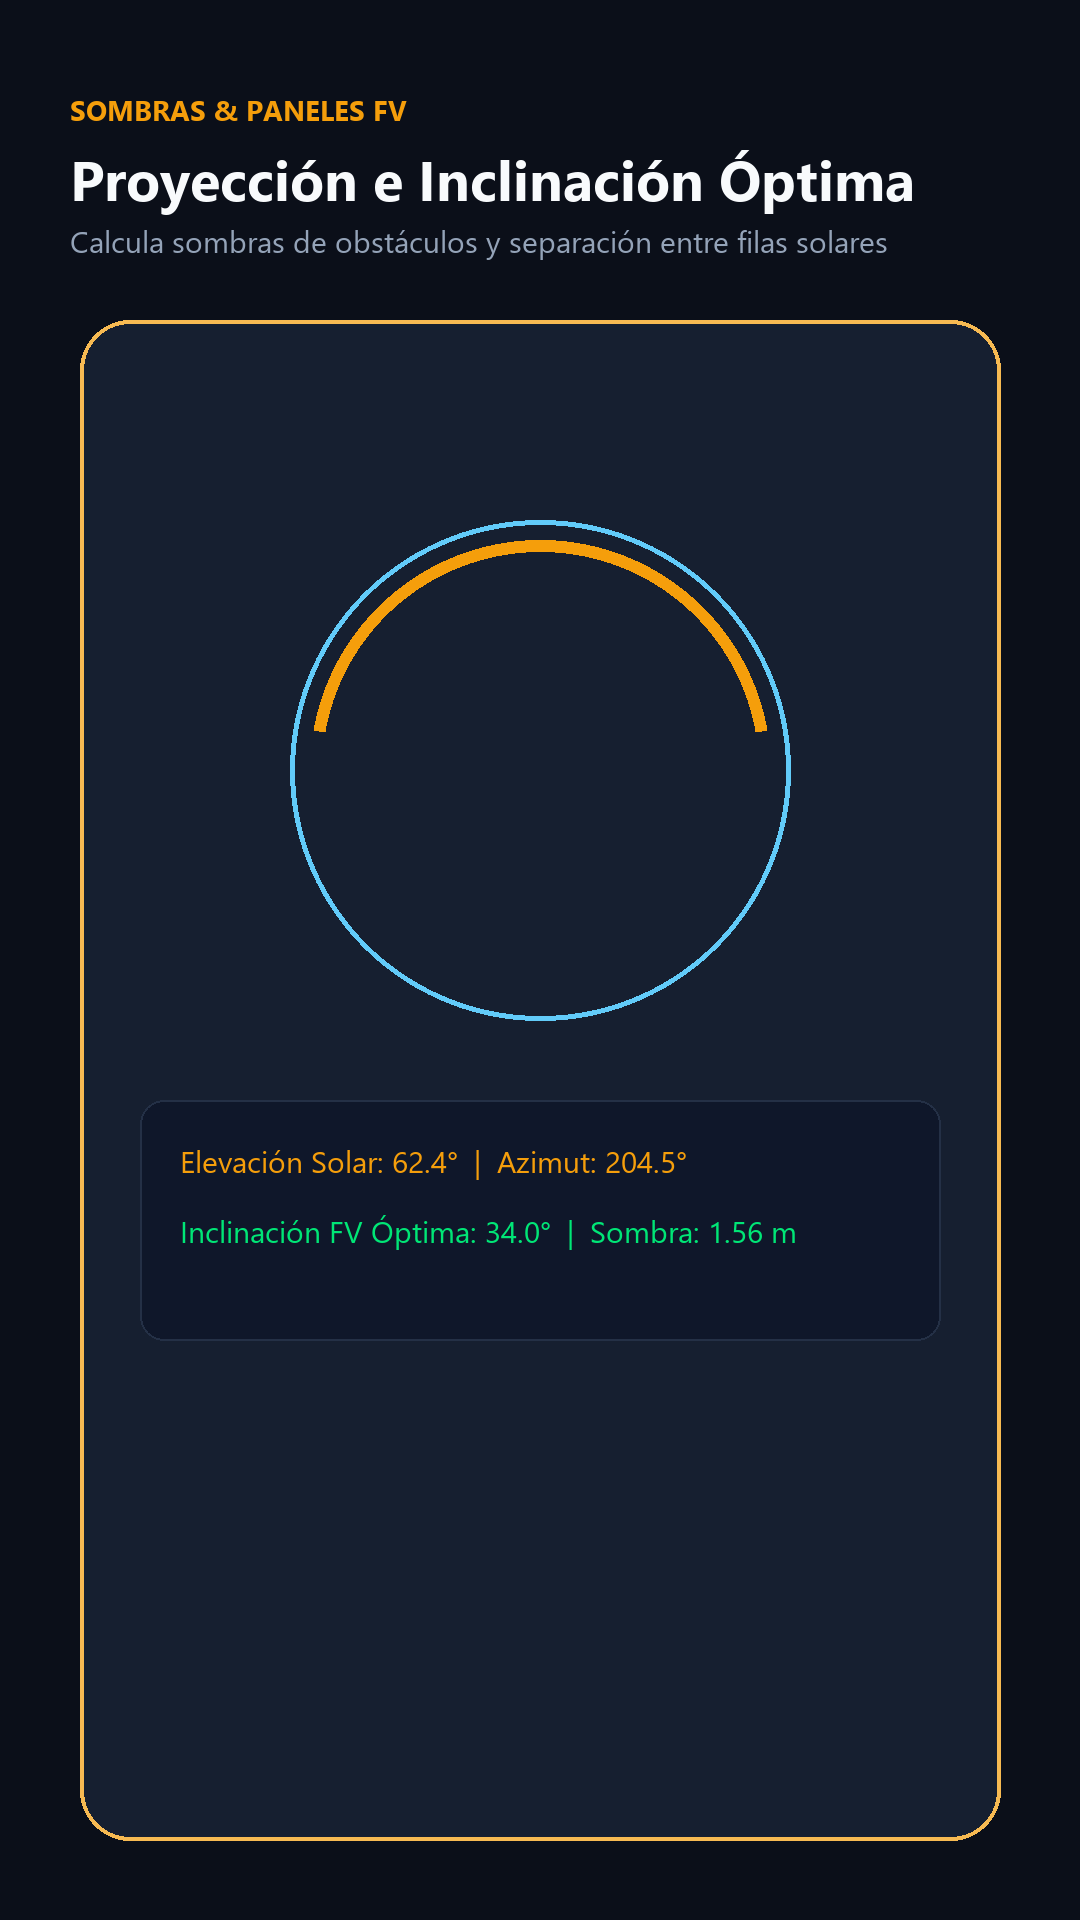 SOMBRAS & PANELES FV
Proyección e Inclinación Óptima
Calcula sombras de obstáculos y separación entre filas solares
Elevación Solar: 62.4° | Azimut: 204.5°
Inclinación FV Óptima: 34.0° | Sombra: 1.56 m